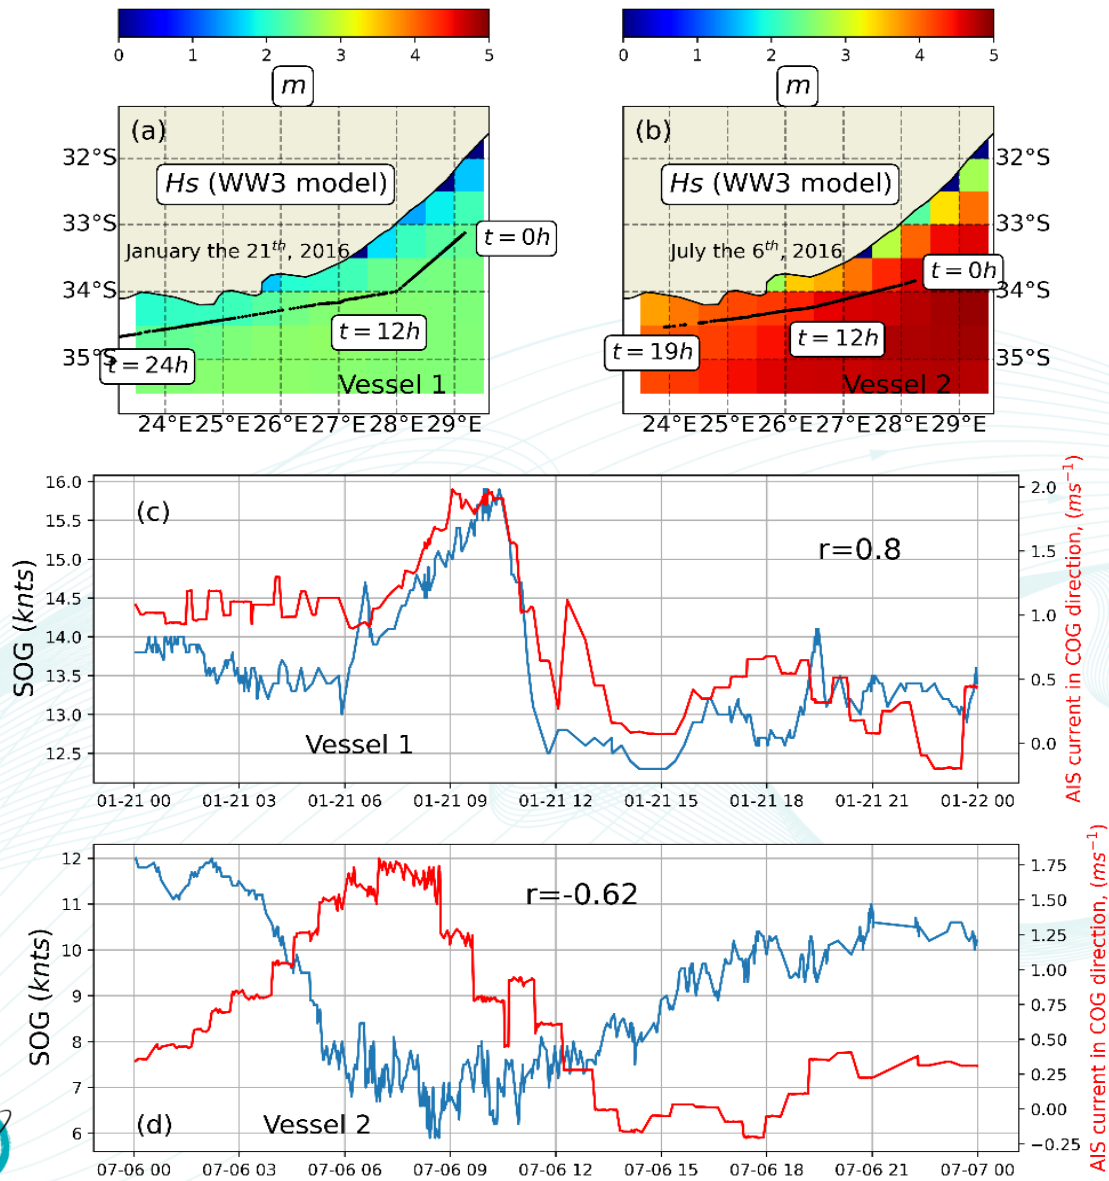 0 1 2 3 4 5
m
(a)
Hs (WW3 model)
January the 21th, 2016
t = 0h
t = 12h
t = 24h
Vessel 1
32°S
33°S
34°S
35°S
24°E 25°E 26°E 27°E 28°E 29°E
0 1 2 3 4 5
m
(b)
Hs (WW3 model)
July the 6th, 2016
t = 0h
t = 12h
t = 19h
Vessel 2
32°S
33°S
34°S
35°S
24°E 25°E 26°E 27°E 28°E 29°E
(c)
r=0.8
Vessel 1
SOG (knts)
16.0
15.5
15.0
14.5
14.0
13.5
13.0
12.5
2.0
1.5
1.0
0.5
0.0
AIS current in COG direction, (ms⁻¹)
01-21 00 01-21 03 01-21 06 01-21 09 01-21 12 01-21 15 01-21 18 01-21 21 01-22 00
r=-0.62
Vessel 2
(d)
SOG (knts)
12
11
10
9
8
7
6
1.75
1.50
1.25
1.00
0.75
0.50
0.25
0.00
−0.25
AIS current in COG direction, (ms⁻¹)
07-06 00 07-06 03 07-06 06 07-06 09 07-06 12 07-06 15 07-06 18 07-06 21 07-07 00